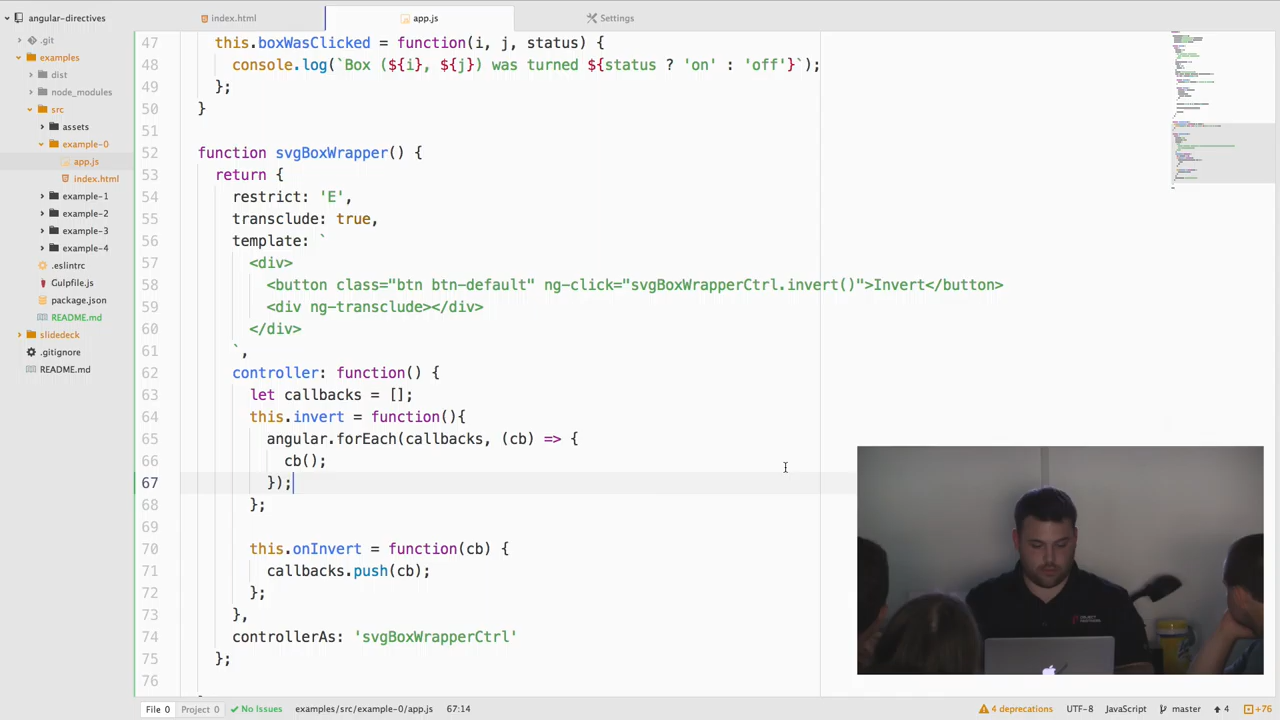 angular-directives
index.html
app.js
Settings
.git
examples
dist
node_modules
src
assets
example-0
app.js
index.html
example-1
example-2
example-3
example-4
.eslintrc
Gulpfile.js
package.json
README.md
slidedeck
.gitignore
README.md
47 this.boxWasClicked = function(i, j, status) {
48 console.log(`Box (${i}, ${j}) was turned ${status ? 'on' : 'off'}`);
49 };
50 }
51
52 function svgBoxWrapper() {
53 return {
54 restrict: 'E',
55 transclude: true,
56 template: `
57 <div>
58 <button class="btn btn-default" ng-click="svgBoxWrapperCtrl.invert()">Invert</button>
59 <div ng-transclude></div>
60 </div>
61 `,
62 controller: function() {
63 let callbacks = [];
64 this.invert = function(){
65 angular.forEach(callbacks, (cb) => {
66 cb();
67 });
68 };
69
70 this.onInvert = function(cb) {
71 callbacks.push(cb);
72 };
73 },
74 controllerAs: 'svgBoxWrapperCtrl'
75 };
76
File 0 Project 0 No Issues examples/src/example-0/app.js 67:14 4 deprecations UTF-8 JavaScript master 4 +76